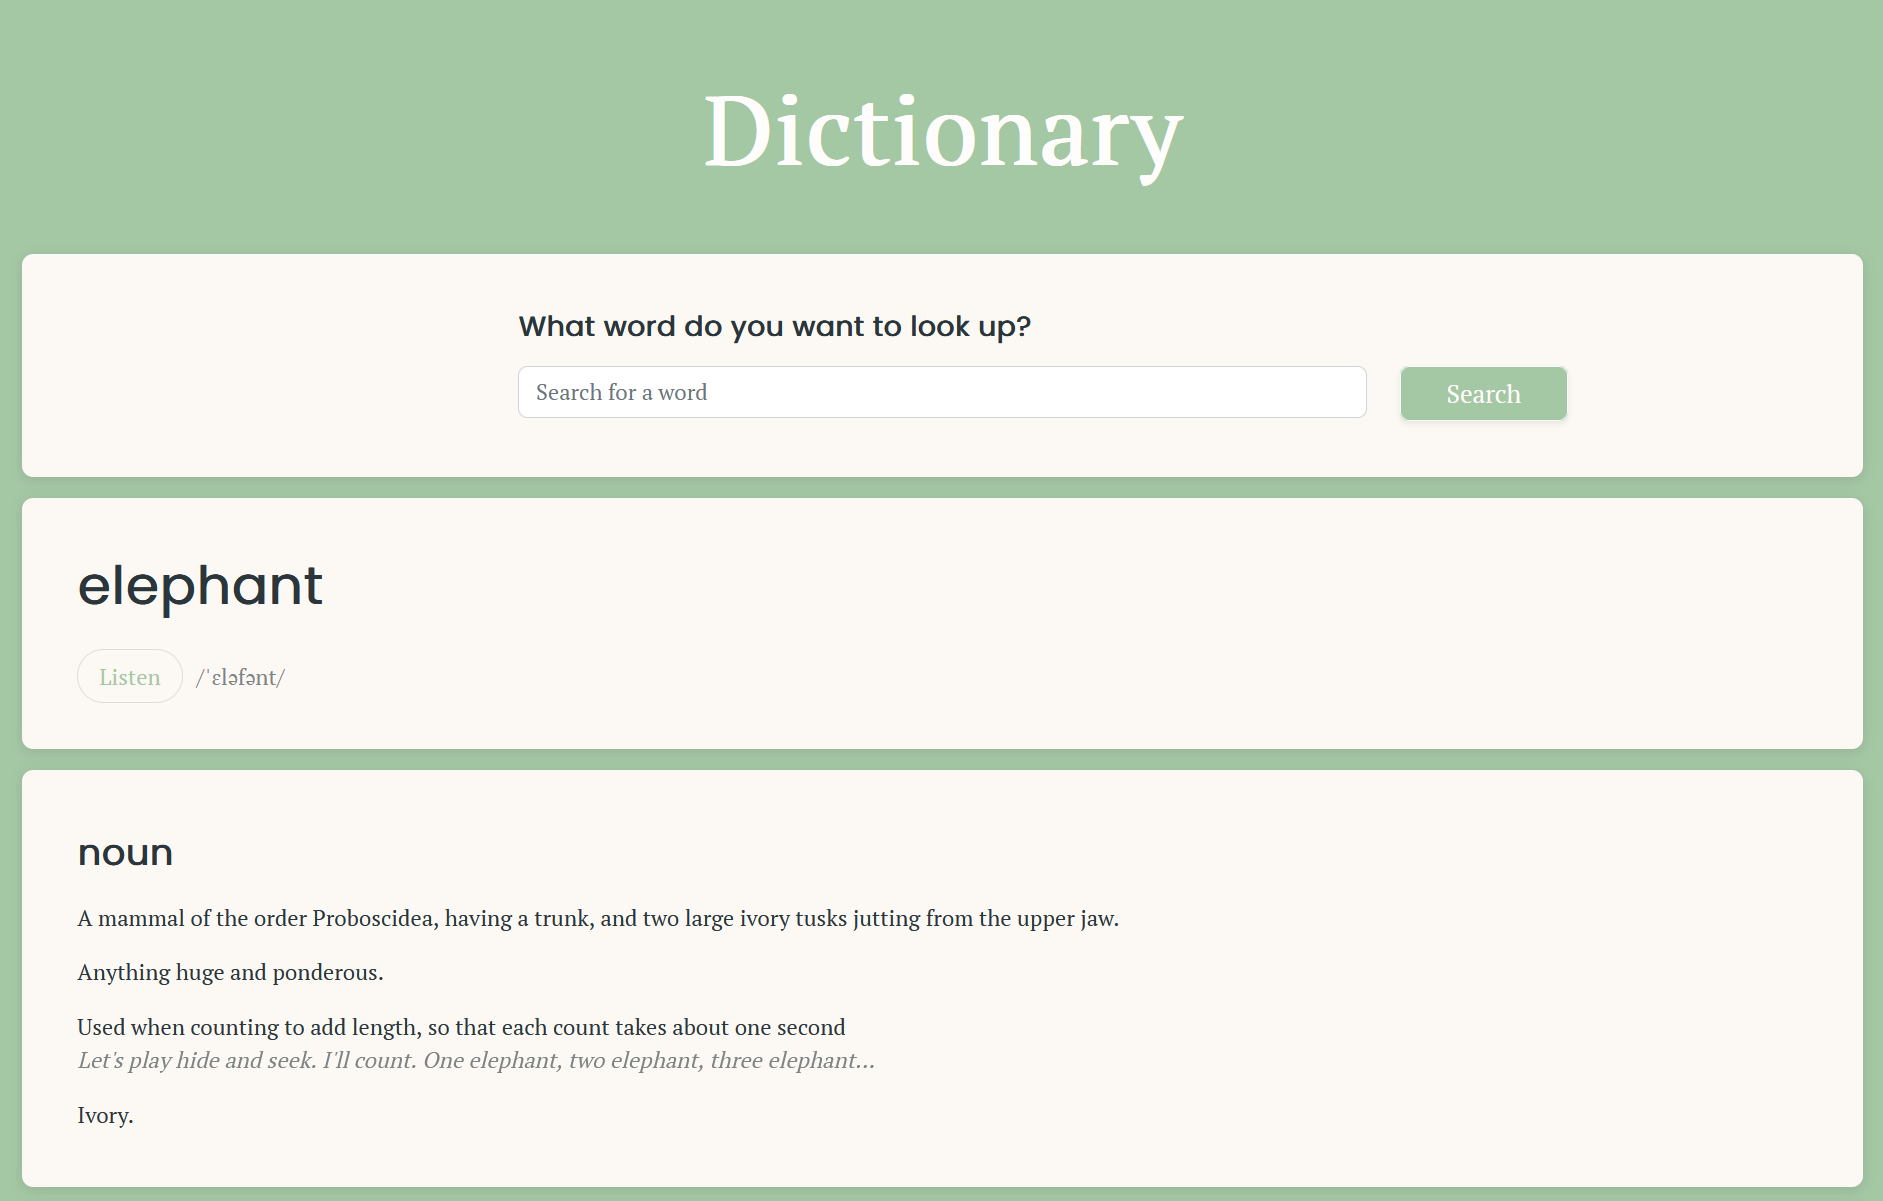 Dictionary
What word do you want to look up?
Search for a word
Search
elephant
Listen
/ˈɛləfənt/
noun
A mammal of the order Proboscidea, having a trunk, and two large ivory tusks jutting from the upper jaw.
Anything huge and ponderous.
Used when counting to add length, so that each count takes about one second
Let's play hide and seek. I'll count. One elephant, two elephant, three elephant...
Ivory.